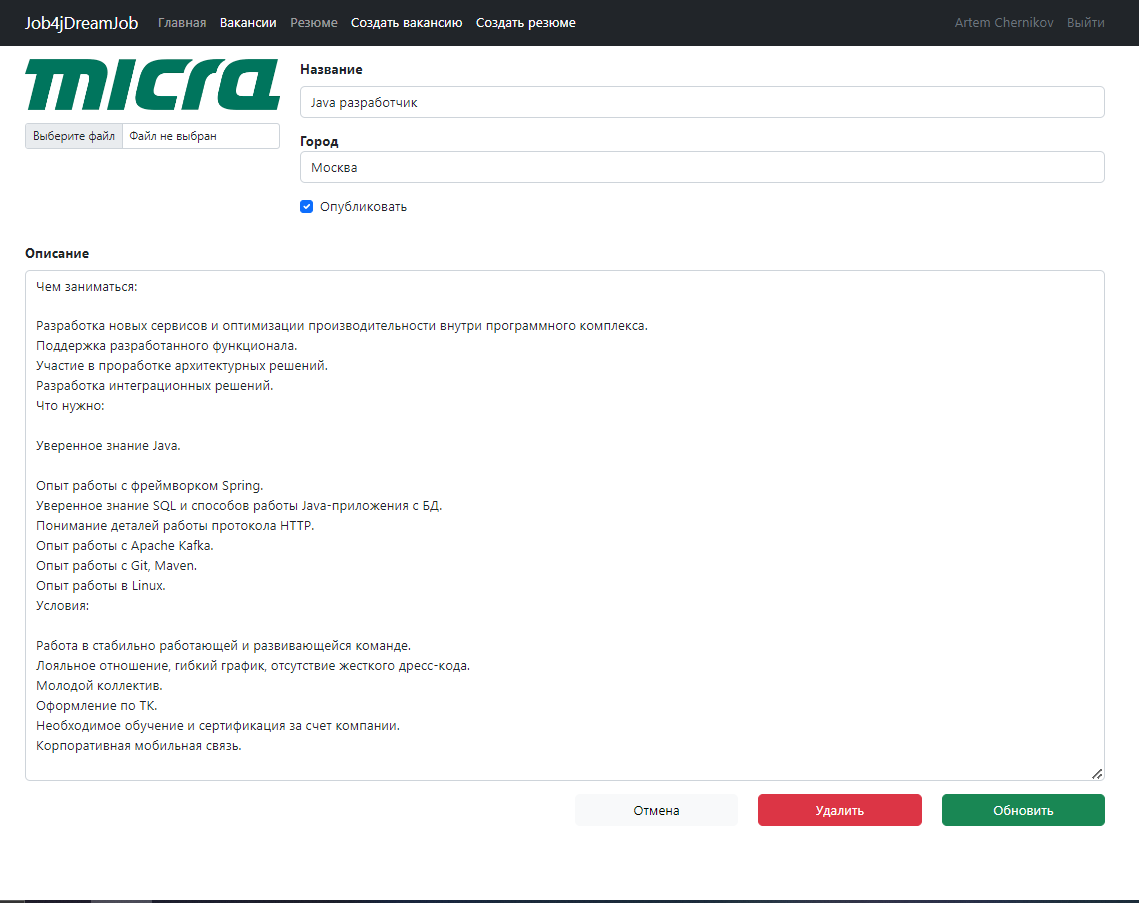 Job4jDreamJob Главная Вакансии Резюме Создать вакансию Создать резюме Artem Chernikov Выйти
micra
Выберите файл Файл не выбран
Название
Java разработчик
Город
Москва
Опубликовать
Описание
Чем заниматься:
Разработка новых сервисов и оптимизации производительности внутри программного комплекса.
Поддержка разработанного функционала.
Участие в проработке архитектурных решений.
Разработка интеграционных решений.
Что нужно:
Уверенное знание Java.
Опыт работы с фреймворком Spring.
Уверенное знание SQL и способов работы Java-приложения с БД.
Понимание деталей работы протокола HTTP.
Опыт работы с Apache Kafka.
Опыт работы с Git, Maven.
Опыт работы в Linux.
Условия:
Работа в стабильно работающей и развивающейся команде.
Лояльное отношение, гибкий график, отсутствие жесткого дресс-кода.
Молодой коллектив.
Оформление по ТК.
Необходимое обучение и сертификация за счет компании.
Корпоративная мобильная связь.
Отмена Удалить Обновить